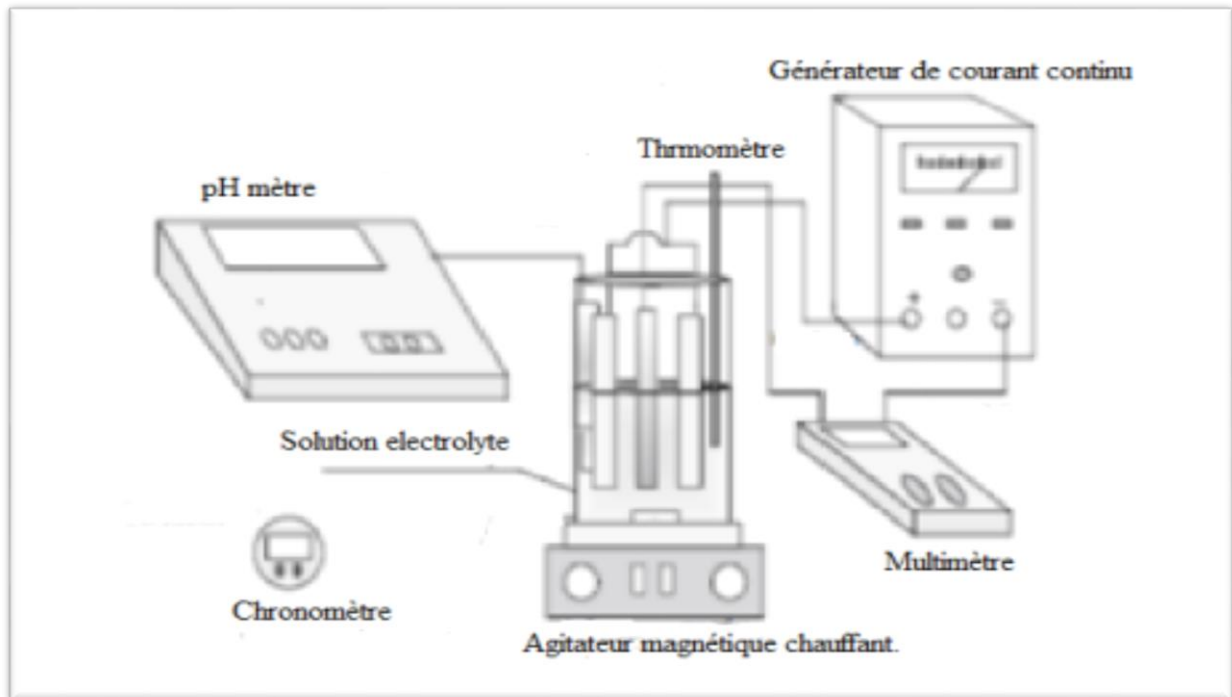 Générateur de courant continu
Thrmomètre
pH mètre
+
−
Solution electrolyte
Multimètre
Chronomètre
Agitateur magnétique chauffant.